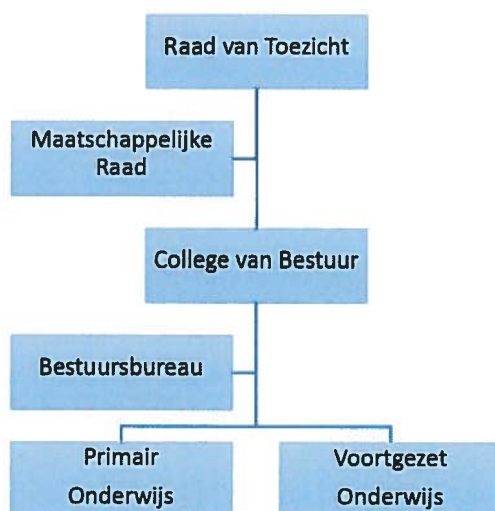 Raad van Toezicht
Maatschappelijke
Raad
College van Bestuur
Bestuursbureau
Primair
Onderwijs
Voortgezet
Onderwijs